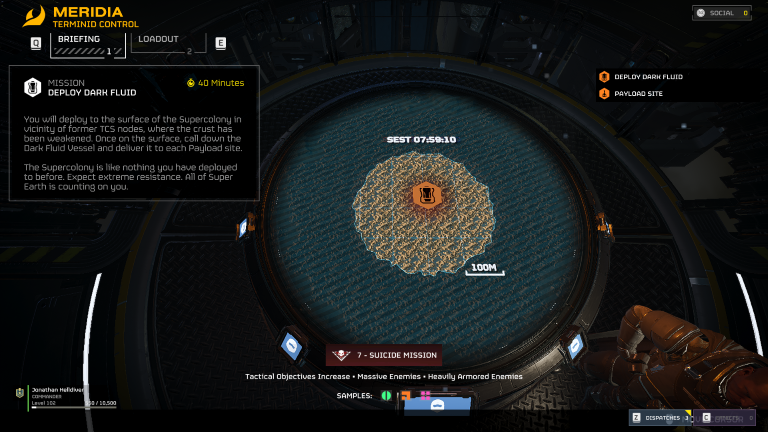 MERIDIA
TERMINID CONTROL
SOCIAL 0
Q BRIEFING 1 LOADOUT 2 E
MISSION
DEPLOY DARK FLUID
40 Minutes
You will deploy to the surface of the Supercolony in
vicinity of former TCS nodes, where the crust has
been weakened. Once on the surface, call down the
Dark Fluid Vessel and deliver it to each Payload site.
The Supercolony is like nothing you have deployed
to before. Expect extreme resistance. All of Super
Earth is counting on you.
DEPLOY DARK FLUID
PAYLOAD SITE
SEST 07:59:10
100M
7 - SUICIDE MISSION
Tactical Objectives Increase • Massive Enemies • Heavily Armored Enemies
SAMPLES:
Jonathan Helldiver
COMMANDER
Level 102
/ 10,500
Z DISPATCHES 3 C